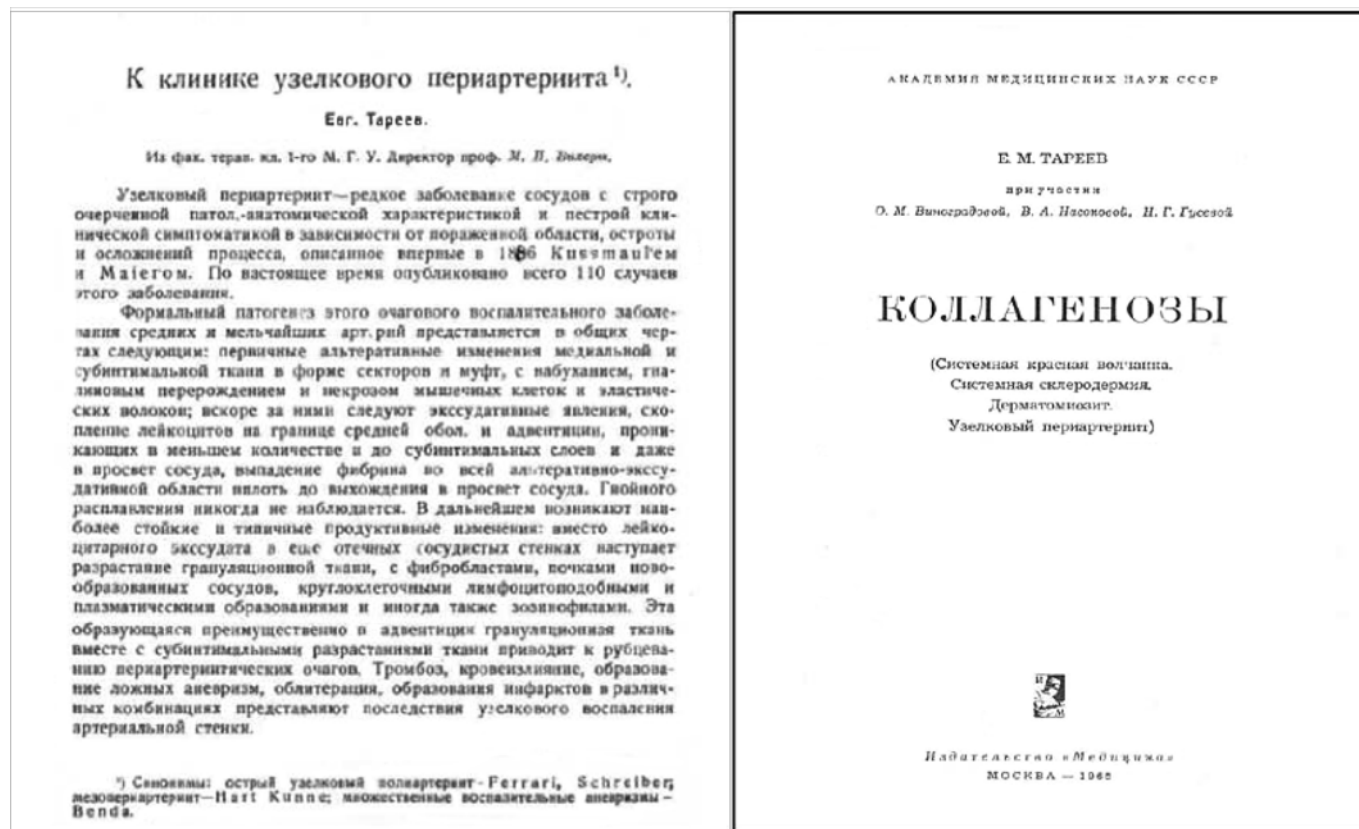 К клинике узелкового периартериита ¹).
Евг. Тареев.
Из фак. терап. кл. 1-го М. Г. У. Директор проф. М. П.
Узелковый периартериит—редкое заболевание сосудов с строго
очерченной патол.-анатомической характеристикой и пестрой кли-
нической симптоматикой в зависимости от пораженной области, остроты
и осложнений процесса, описанное впервые в Kussmaul'ем
и Maier'ом. По настоящее время опубликовано всего 110 случаев
этого заболевания.
Формальный патогенез этого очагового воспалительного заболе-
вания средних и мельчайших артерий представляется в общих чер-
тах следующим: первичные альтеративные изменения медиальной и
субинтимальной ткани в форме секторов и муфт, с набуханием, гиа-
линовым перерождением и некрозом мышечных клеток и эластиче-
ских волокон; вскоре за ними следуют экссудативные явления, ско-
пление лейкоцитов на границе средней обол. и адвентиции, прони-
кающих в меньшем количестве и до субинтимальных слоев и даже
в просвет сосуда, выпадение фибрина во всей альтеративно-экссу-
дативной области вплоть до выхождения в просвет сосуда. Гнойного
расплавления никогда не наблюдается. В дальнейшем возникают наи-
более стойкие и типичные продуктивные изменения: вместо лейко-
цитарного экссудата в еще отечных сосудистых стенках наступает
разрастание грануляционной ткани, с фибробластами, почками ново-
образованных сосудов, круглоклеточными лимфоцитоподобными и
плазматическими образованиями и иногда также эозинофилами. Эта
образующаяся преимущественно в адвентиции грануляционная ткань
вместе с субинтимальными разрастаниями ткани приводит к рубцева-
нию периартериитических очагов. Тромбоз, кровеизлияние, образова-
ние ложных аневризм, облитерация, образования инфарктов в различ-
ных комбинациях представляют последствия узелкового воспаления
артериальной стенки.
¹) Синонимы: острый узелковый полиартериит - Ferrari, Schreiber;
мезопериартериит—Hart Kunne; множественные воспалительные аневризмы —
Benda.
АКАДЕМИЯ МЕДИЦИНСКИХ НАУК СССР
Е. М. ТАРЕЕВ
при участии
О. М. Виноградовой, В. А. Насоновой, Н. Г. Гусевой
КОЛЛАГЕНОЗЫ
(Системная красная волчанка.
Системная склеродермия.
Дерматомиозит.
Узелковый периартериит)
Издательство «Медицина»
МОСКВА — 1965